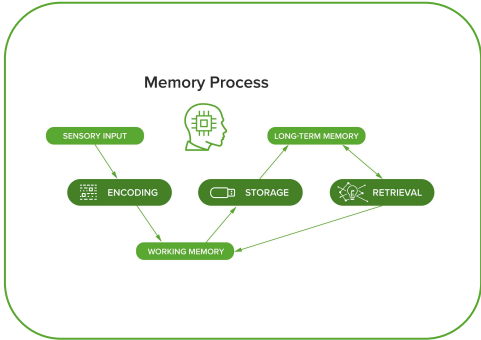 Memory Process
SENSORY INPUT
LONG-TERM MEMORY
ENCODING
STORAGE
RETRIEVAL
WORKING MEMORY